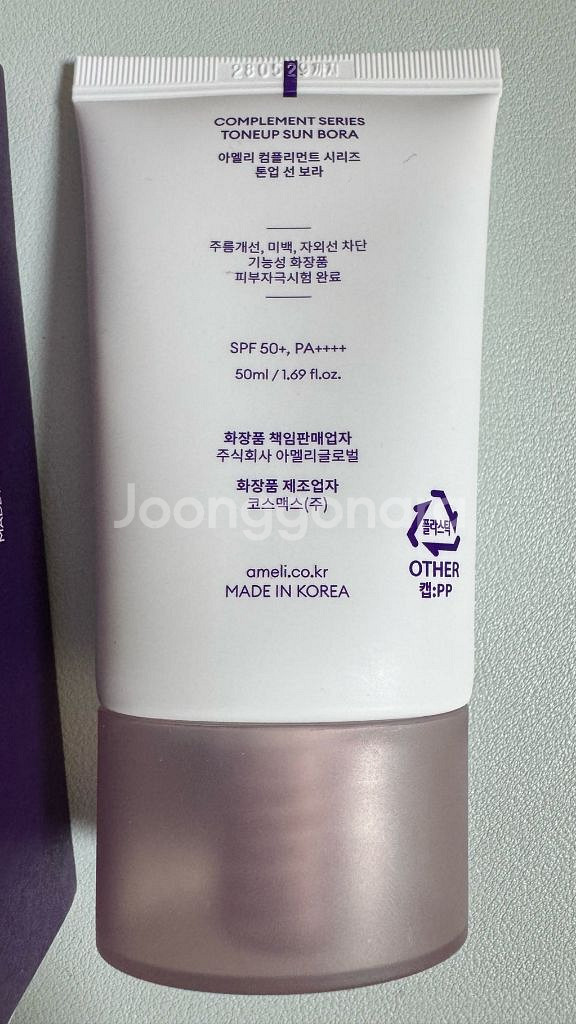 까지
COMPLEMENT SERIES
TONEUP SUN BORA
아멜리 컴플리먼트 시리즈
톤업 선 보라
주름개선, 미백, 자외선 차단
기능성 화장품
피부자극시험 완료
SPF 50+, PA++++
50ml / 1.69 fl.oz.
화장품 책임판매업자
주식회사 아멜리글로벌
화장품 제조업자
코스맥스(주)
Joonggonara
플라스틱
OTHER
캡:PP
ameli.co.kr
MADE IN KOREA